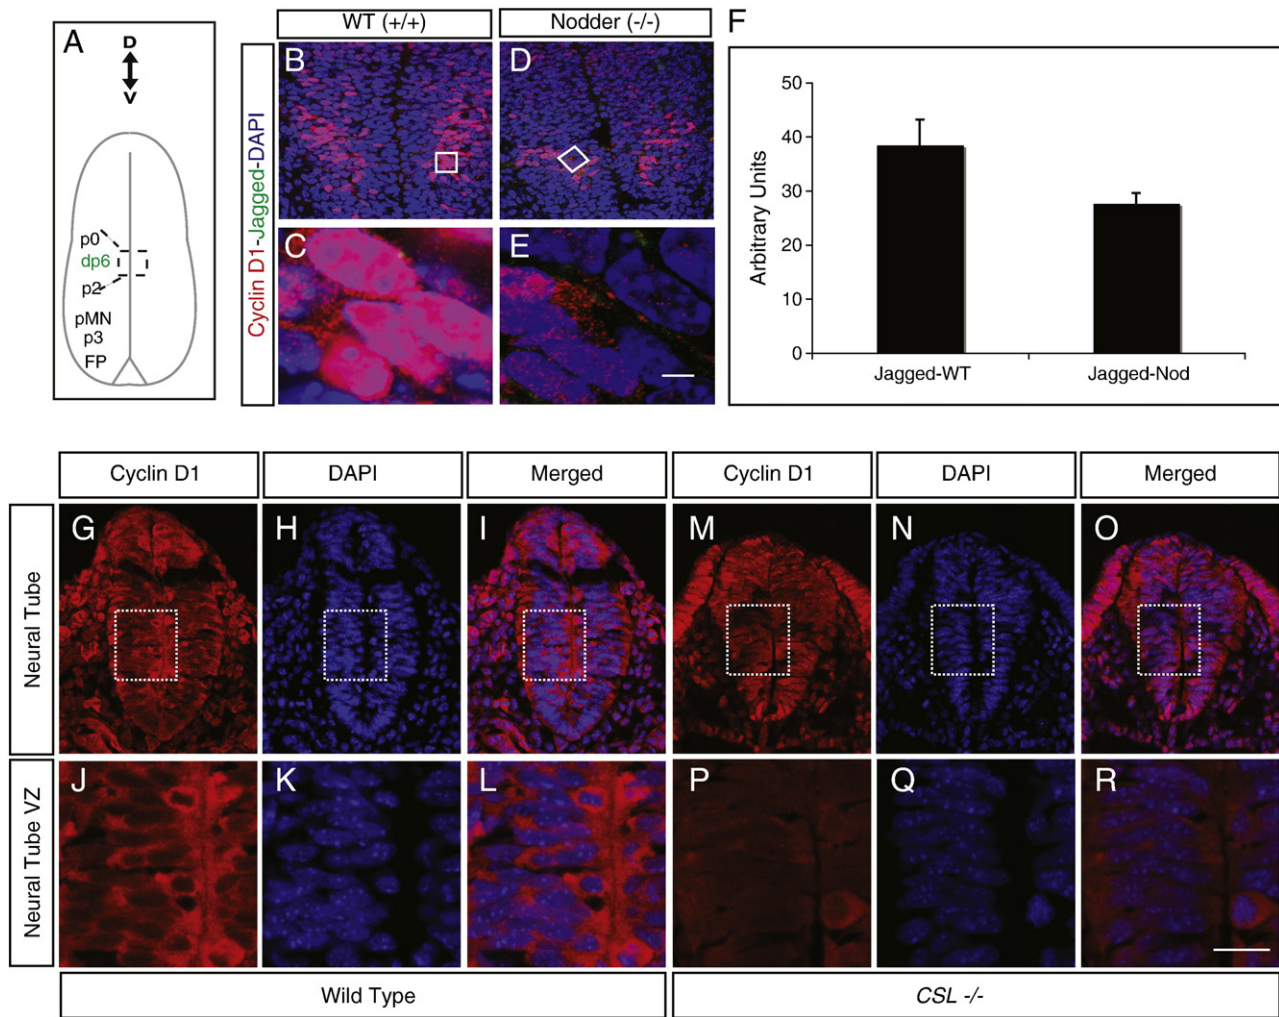 A
D
V
p0
dp6
p2
pMN
p3
FP
WT (+/+)
Nodder (-/-)
Cyclin D1-Jagged-DAPI
B
D
C
E
F
Arbitrary Units
50
40
30
20
10
0
Jagged-WT
Jagged-Nod
Cyclin D1
DAPI
Merged
Cyclin D1
DAPI
Merged
Neural Tube
G
H
I
M
N
O
Neural Tube VZ
J
K
L
P
Q
R
Wild Type
CSL -/-